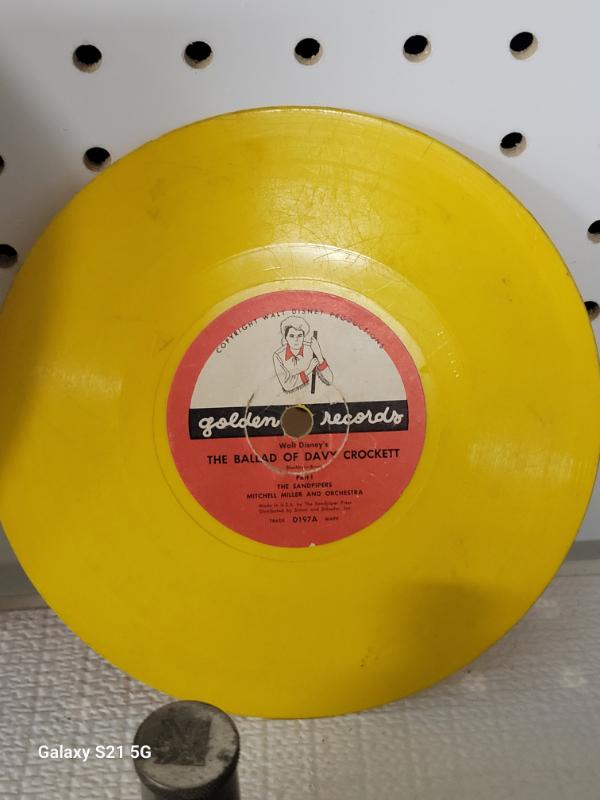 COPYRIGHT WALT DISNEY PRODUCTIONS
golden records
Walt Disney's
THE BALLAD OF DAVY CROCKETT
PART I
THE SANDPIPERS
MITCHELL MILLER AND ORCHESTRA
Made in U.S.A. by The Sandpiper Press
Distributed by Simon and Schuster, Inc.
TRADE D197A MARK
Galaxy S21 5G